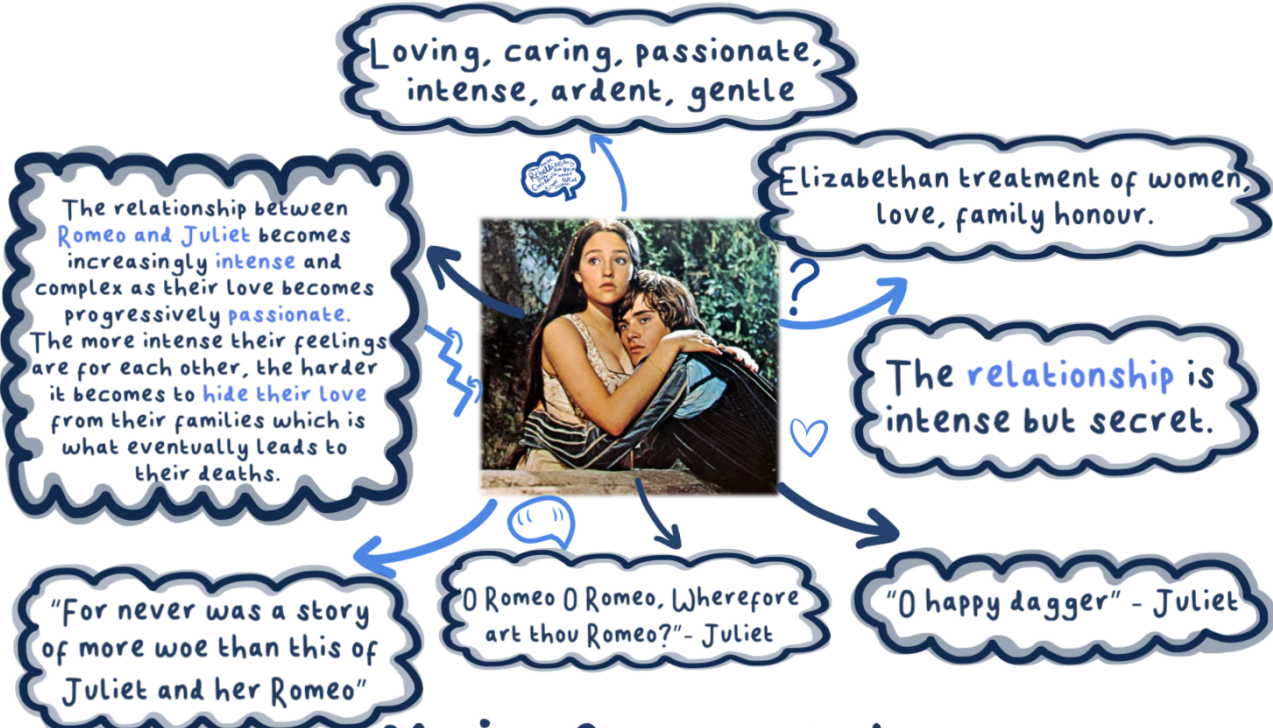 Loving, caring, passionate,
intense, ardent, gentle
Elizabethan treatment of women,
love, family honour.
The relationship between
Romeo and Juliet becomes
increasingly intense and
complex as their love becomes
progressively passionate.
The more intense their feelings
are for each other, the harder
it becomes to hide their love
from their families which is
what eventually leads to
their deaths.
?
The relationship is
intense but secret.
"For never was a story
of more woe than this of
Juliet and her Romeo"
"O Romeo O Romeo, Wherefore
art thou Romeo?"- Juliet
"O happy dagger" - Juliet